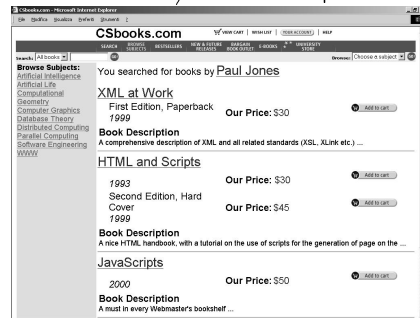 CSbooks.com - Microsoft Internet Explorer
File Modifica Visualizza Preferiti Strumenti ?
CSbooks.com
VIEW CART | WISH LIST | YOUR ACCOUNT | HELP
SEARCH BROWSE SUBJECTS BESTSELLERS NEW & FUTURE RELEASES BARGAIN BOOK OUTLET E-BOOKS UNIVERSITY STORE
Search: All books GO! Browse: Choose a subject GO!
Browse Subjects:
Artificial Intelligence
Artificial Life
Computational
Geometry
Computer Graphics
Database Theory
Distributed Computing
Parallel Computing
Software Engineering
WWW
You searched for books by Paul Jones
XML at Work
First Edition, Paperback
1999
Our Price: $30
Add to cart
Book Description
A comprehensive description of XML and all related standards (XSL, XLink etc.) ...
HTML and Scripts
1993
Our Price: $30
Add to cart
Second Edition, Hard
Cover
1999
Our Price: $45
Add to cart
Book Description
A nice HTML handbook, with a tutorial on the use of scripts for the generation of page on the ...
JavaScripts
2000
Our Price: $50
Add to cart
Book Description
A must in every Webmaster's bookshelf ...